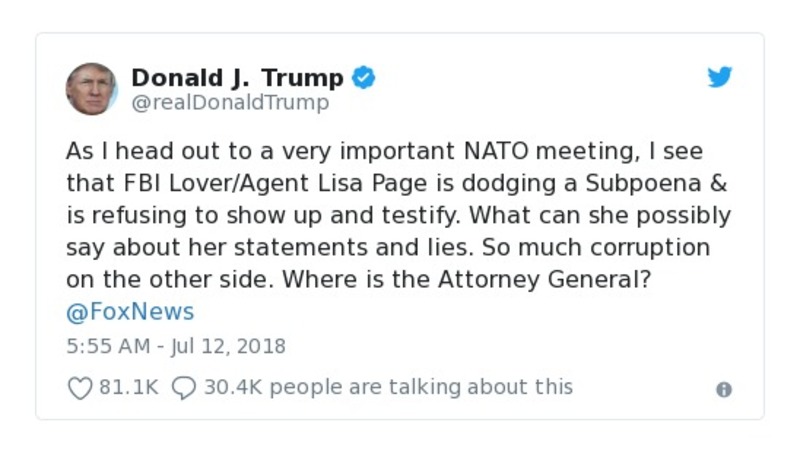 Donald J. Trump
@realDonaldTrump
As I head out to a very important NATO meeting, I see
that FBI Lover/Agent Lisa Page is dodging a Subpoena &
is refusing to show up and testify. What can she possibly
say about her statements and lies. So much corruption
on the other side. Where is the Attorney General?
@FoxNews
5:55 AM - Jul 12, 2018
81.1K 30.4K people are talking about this